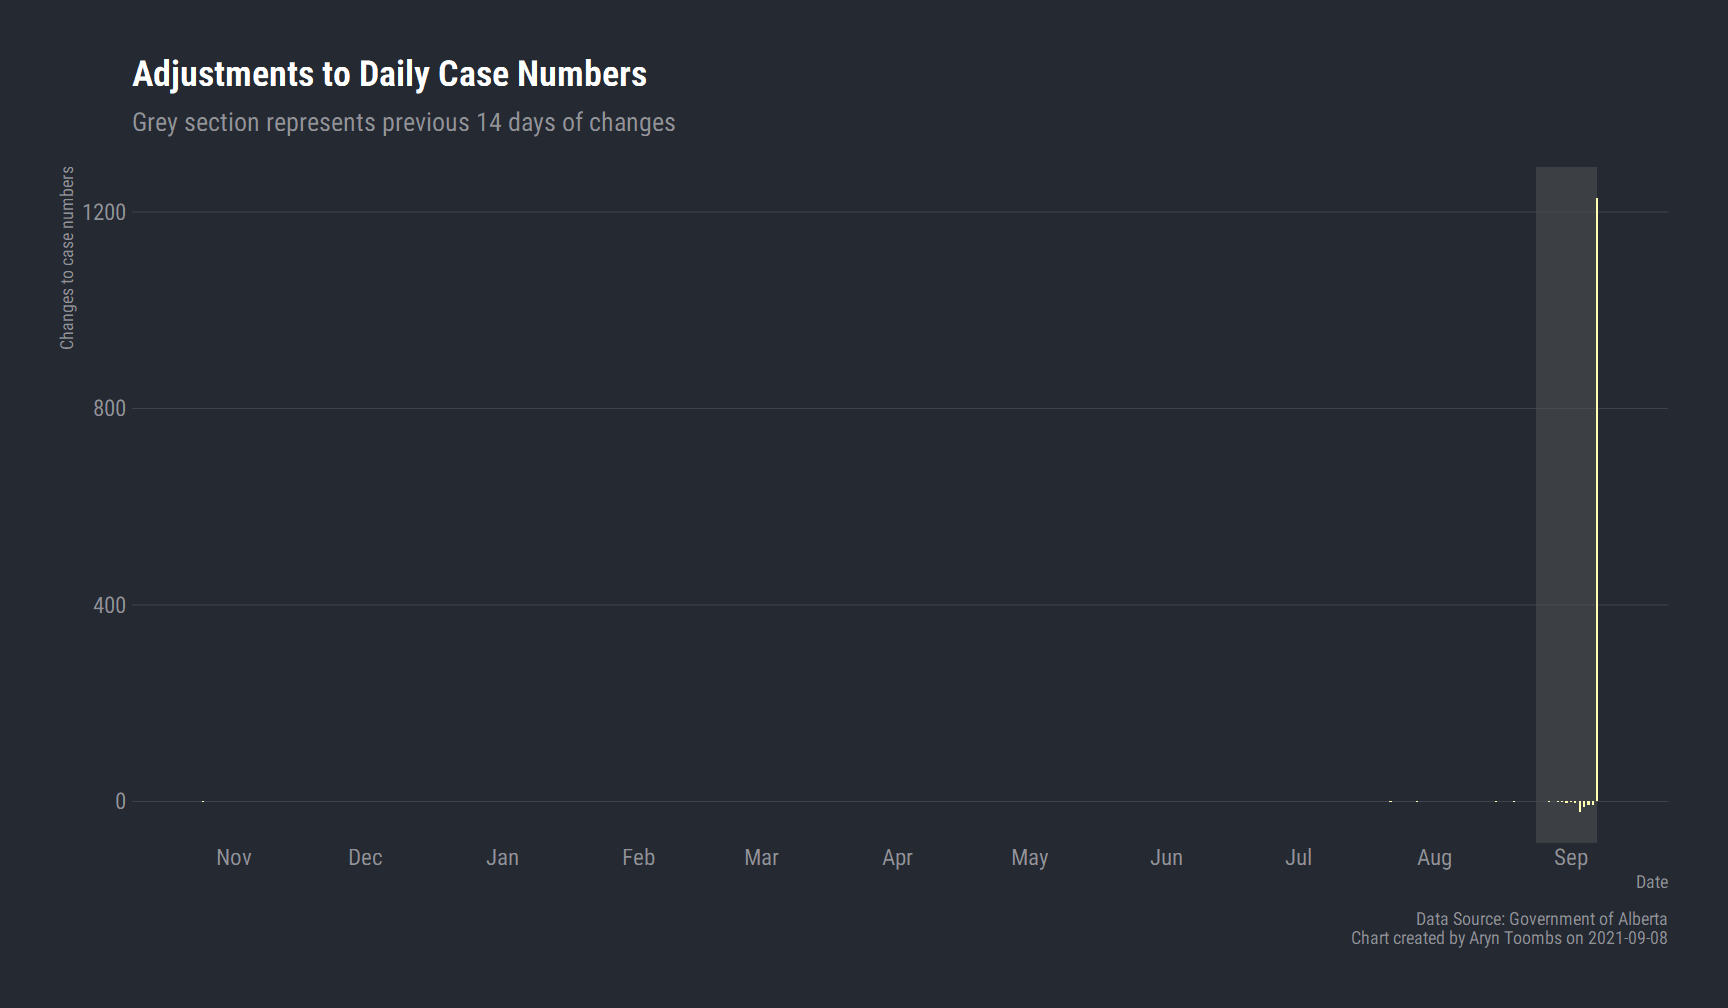 Adjustments to Daily Case Numbers
Grey section represents previous 14 days of changes
Changes to case numbers
1200
800
400
0
Nov Dec Jan Feb Mar Apr May Jun Jul Aug Sep
Date
Data Source: Government of Alberta
Chart created by Aryn Toombs on 2021-09-08